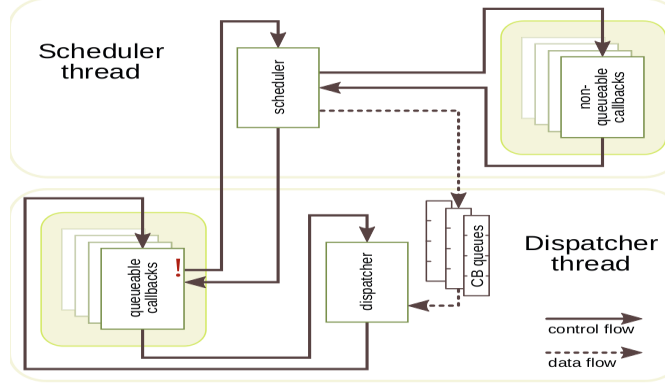 Scheduler
thread
scheduler
non-
queueable
callbacks
queueable
callbacks
!
dispatcher
CB queues
Dispatcher
thread
control flow
data flow